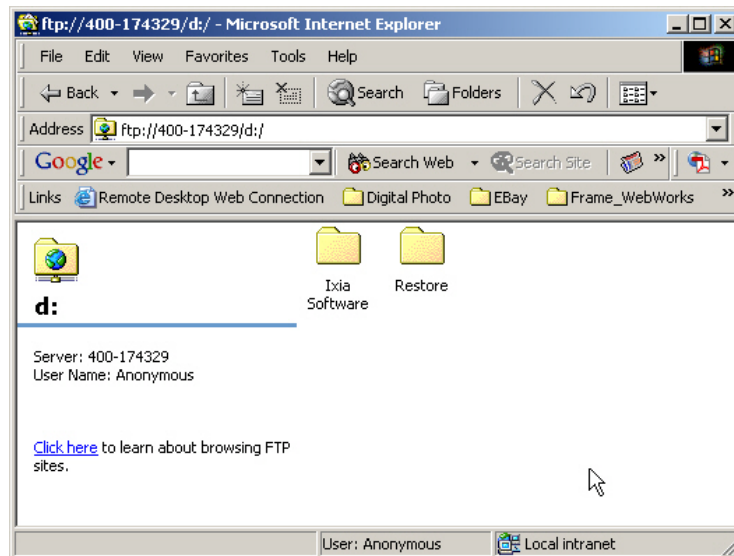 ftp://400-174329/d:/ - Microsoft Internet Explorer
File Edit View Favorites Tools Help
Back Search Folders
Address ftp://400-174329/d:/
Google Search Web Search Site »
Links Remote Desktop Web Connection Digital Photo EBay Frame_WebWorks »
d:
Server: 400-174329
User Name: Anonymous
Click here to learn about browsing FTP
sites.
Ixia
Software
Restore
User: Anonymous Local intranet